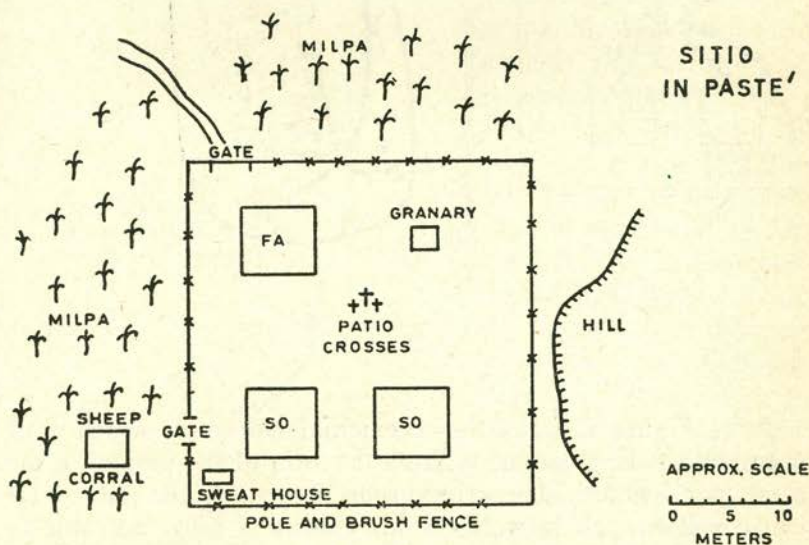 MILPA
SITIO
IN PASTE'
GATE
FA
GRANARY
PATIO
CROSSES
MILPA
HILL
SHEEP
CORRAL
GATE
SO
SO
SWEAT HOUSE
POLE AND BRUSH FENCE
APPROX. SCALE
0 5 10
METERS